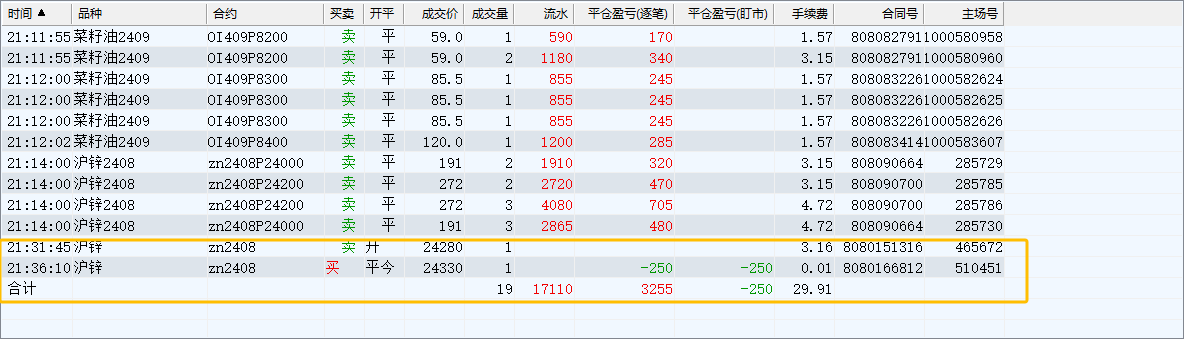 时间 ▲ 品种 合约 买卖 开平 成交价 成交量 流水 平仓盈亏(逐笔) 平仓盈亏(盯市) 手续费 合同号 主场号
21:11:55 菜籽油2409 OI409P8200 卖 平 59.0 1 590 170 1.57 808082791 1000580958
21:11:55 菜籽油2409 OI409P8200 卖 平 59.0 2 1180 340 3.15 808082791 1000580960
21:12:00 菜籽油2409 OI409P8300 卖 平 85.5 1 855 245 1.57 808083226 1000582624
21:12:00 菜籽油2409 OI409P8300 卖 平 85.5 1 855 245 1.57 808083226 1000582625
21:12:00 菜籽油2409 OI409P8300 卖 平 85.5 1 855 245 1.57 808083226 1000582626
21:12:02 菜籽油2409 OI409P8400 卖 平 120.0 1 1200 285 1.57 808083414 1000583607
21:14:00 沪锌2408 zn2408P24000 卖 平 191 2 1910 320 3.15 808090664 285729
21:14:00 沪锌2408 zn2408P24200 卖 平 272 2 2720 470 3.15 808090700 285785
21:14:00 沪锌2408 zn2408P24200 卖 平 272 3 4080 705 4.72 808090700 285786
21:14:00 沪锌2408 zn2408P24000 卖 平 191 3 2865 480 4.72 808090664 285730
21:31:45 沪锌 zn2408 卖 开 24280 1 3.16 8080151316 465672
21:36:10 沪锌 zn2408 买 平今 24330 1 -250 -250 0.01 8080166812 510451
合计 19 17110 3255 -250 29.91